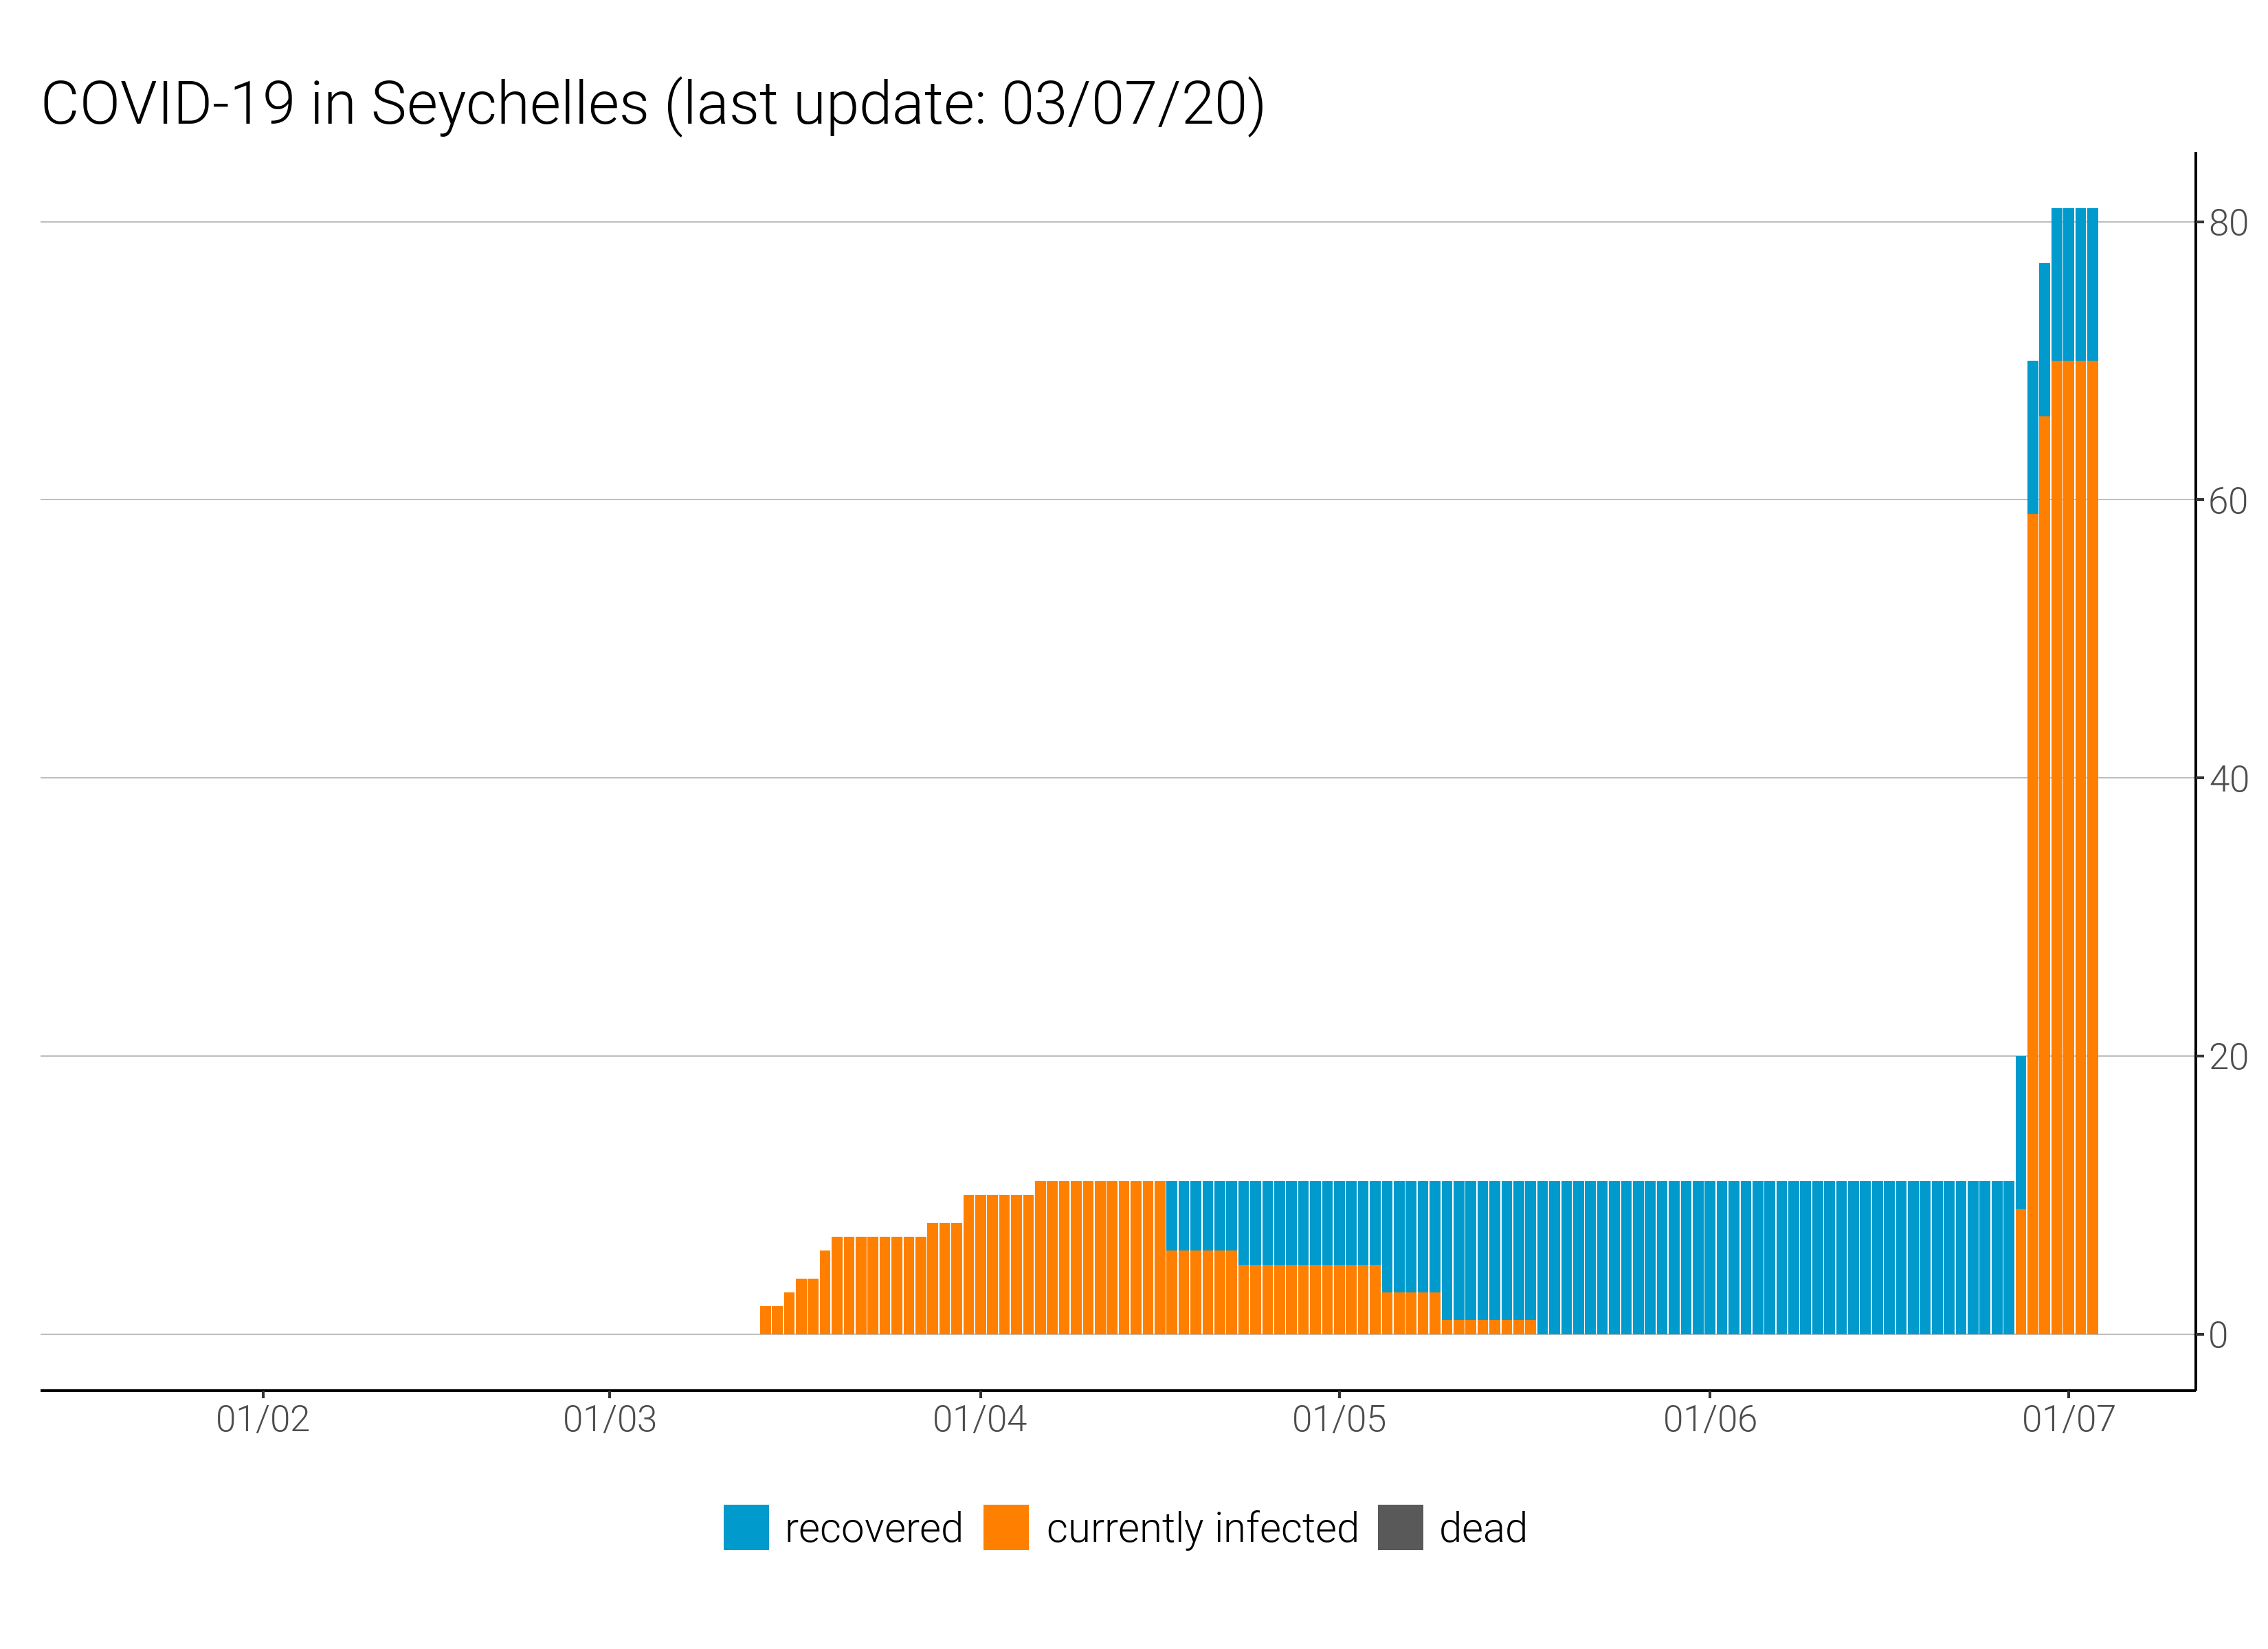 COVID-19 in Seychelles (last update: 03/07/20)
80
60
40
20
0
01/02 01/03 01/04 01/05 01/06 01/07
recovered currently infected dead